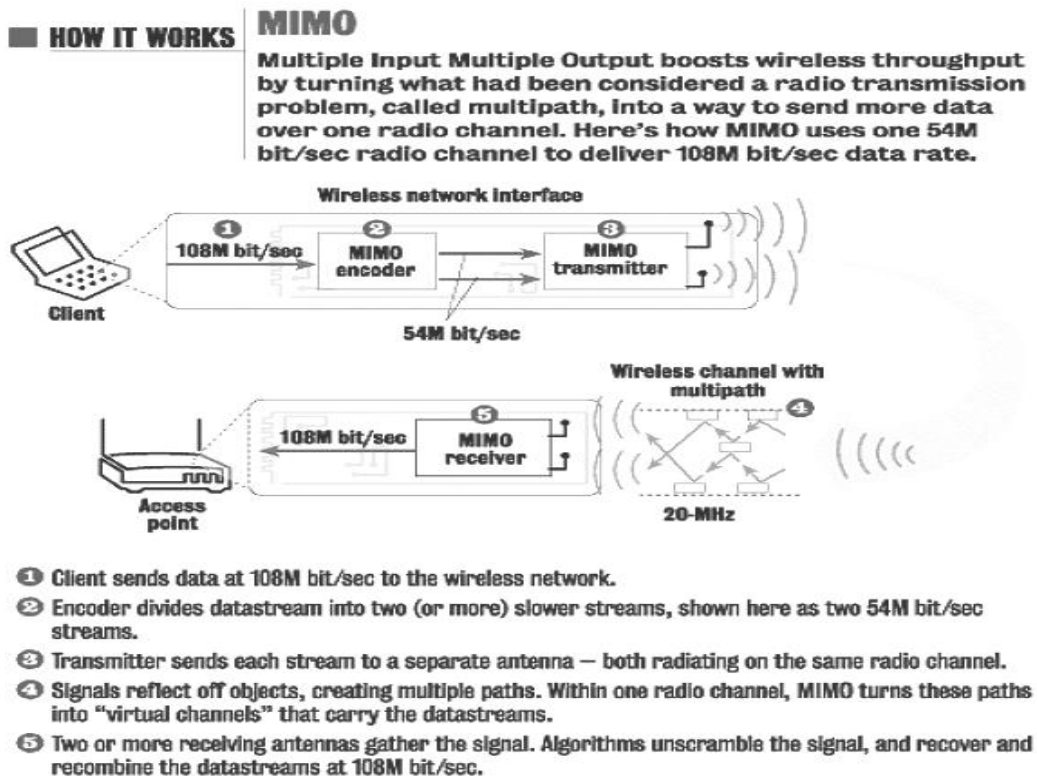 HOW IT WORKS
MIMO
Multiple Input Multiple Output boosts wireless throughput
by turning what had been considered a radio transmission
problem, called multipath, into a way to send more data
over one radio channel. Here's how MIMO uses one 54M
bit/sec radio channel to deliver 108M bit/sec data rate.
Wireless network interface
1
2
3
108M bit/sec
MIMO
encoder
MIMO
transmitter
Client
54M bit/sec
Wireless channel with
multipath
4
5
108M bit/sec
MIMO
receiver
Access
point
20-MHz
1 Client sends data at 108M bit/sec to the wireless network.
2 Encoder divides datastream into two (or more) slower streams, shown here as two 54M bit/sec
streams.
3 Transmitter sends each stream to a separate antenna — both radiating on the same radio channel.
4 Signals reflect off objects, creating multiple paths. Within one radio channel, MIMO turns these paths
into "virtual channels" that carry the datastreams.
5 Two or more receiving antennas gather the signal. Algorithms unscramble the signal, and recover and
recombine the datastreams at 108M bit/sec.